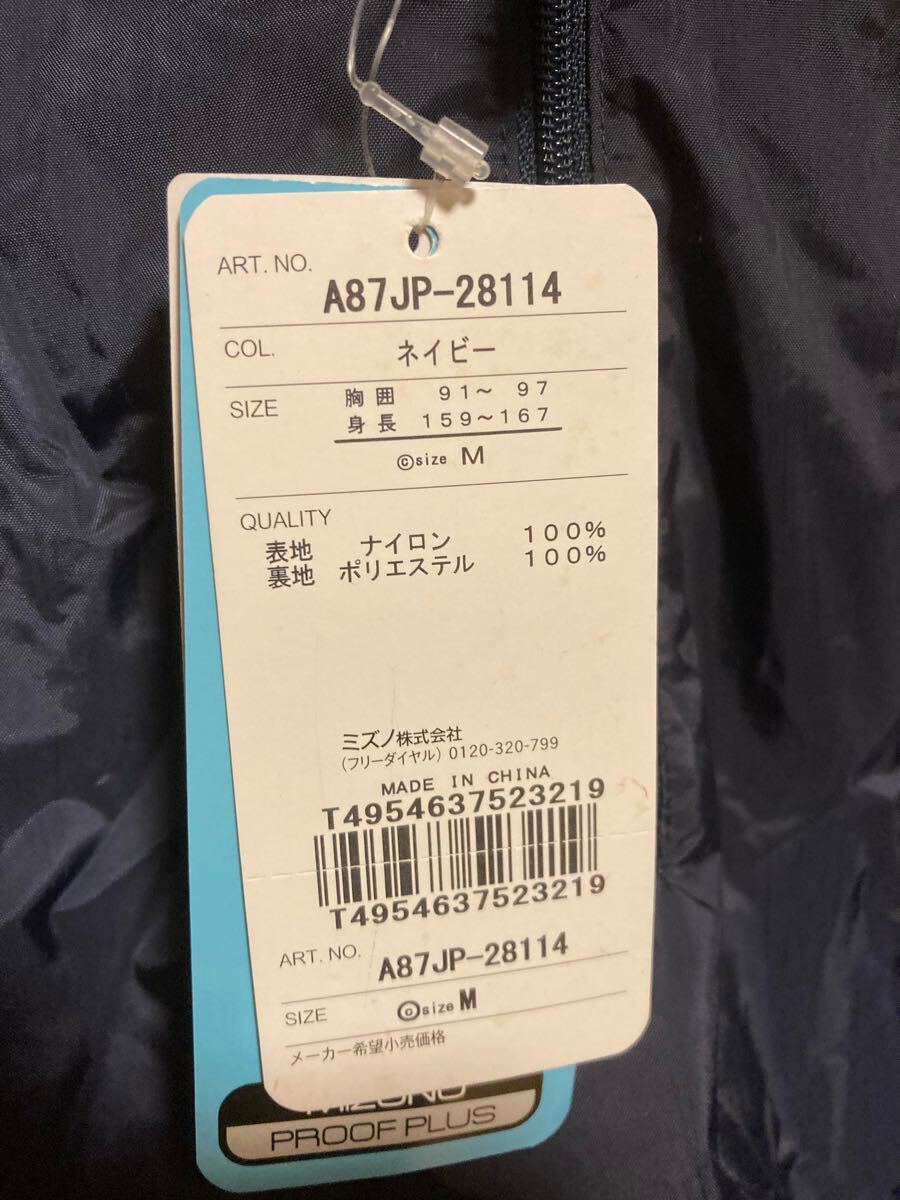 ART. NO.
A87JP-28114
COL. ネイビー
SIZE 胸囲 91～ 97
身長 159～167
©size M
QUALITY
表地 ナイロン 100%
裏地 ポリエステル 100%
ミズノ株式会社
(フリーダイヤル) 0120-320-799
MADE IN CHINA
T4954637523219
T4954637523219
ART. NO. A87JP-28114
SIZE ©size M
メーカー希望小売価格
MIZUNO
PROOF PLUS